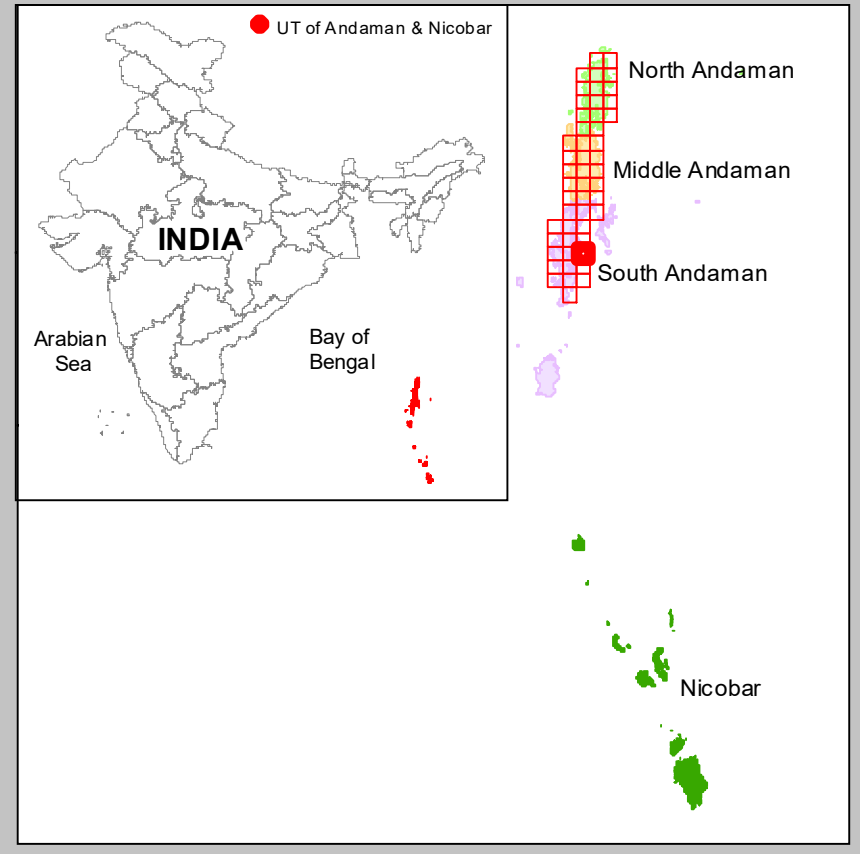 UT of Andaman & Nicobar
North Andaman
Middle Andaman
INDIA
South Andaman
Arabian
Sea
Bay of
Bengal
Nicobar